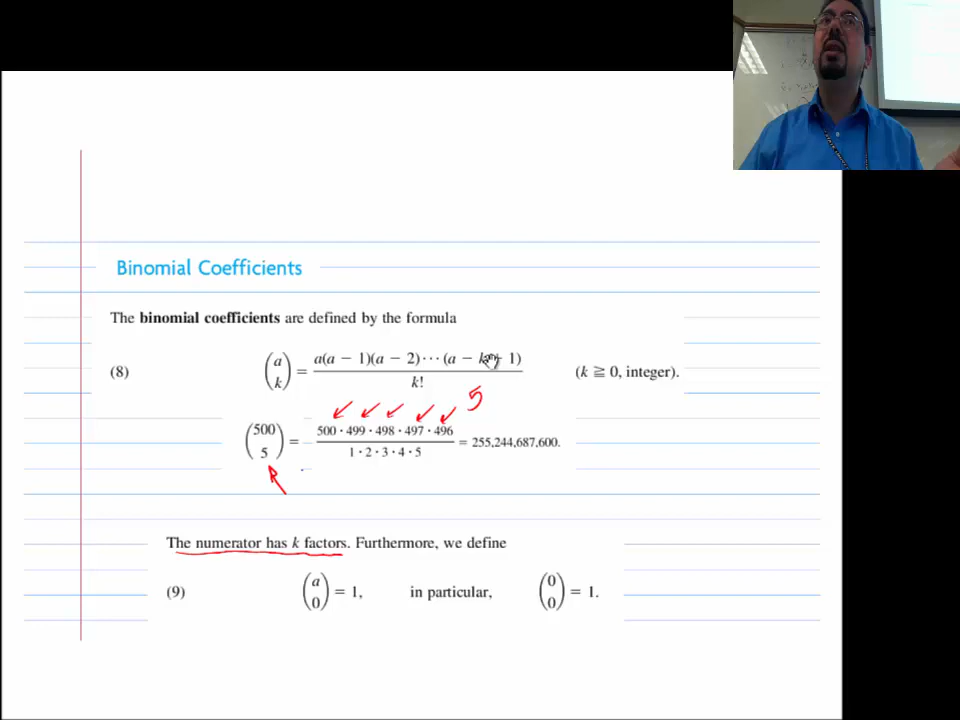 Binomial Coefficients
The binomial coefficients are defined by the formula
(8) (a k) = a(a − 1)(a − 2) ⋯ (a − k + 1) / k! (k ≧ 0, integer).
5
(500 5) = 500 · 499 · 498 · 497 · 496 / 1 · 2 · 3 · 4 · 5 = 255,244,687,600.
The numerator has k factors. Furthermore, we define
(9) (a 0) = 1, in particular, (0 0) = 1.